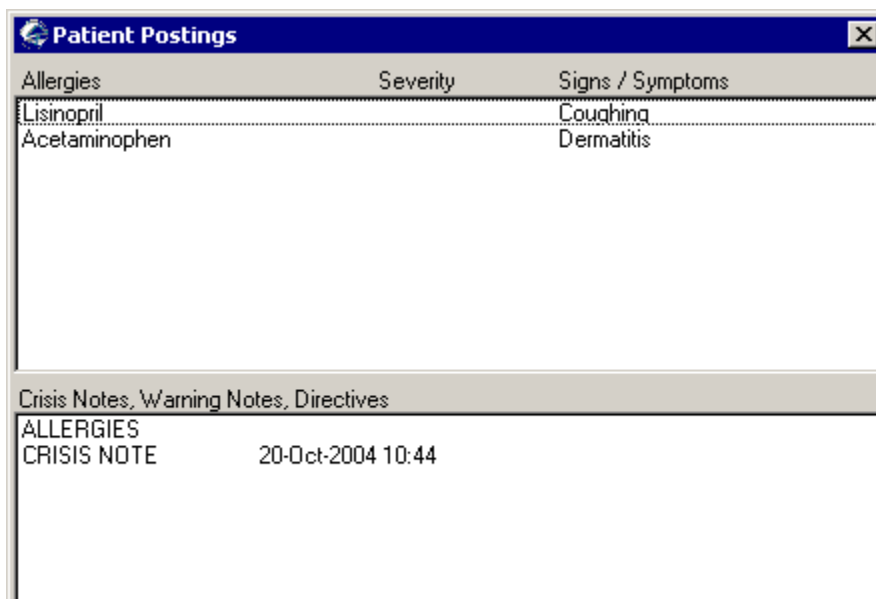 Patient Postings
Allergies Severity Signs / Symptoms
Lisinopril Coughing
Acetaminophen Dermatitis
Crisis Notes, Warning Notes, Directives
ALLERGIES
CRISIS NOTE 20-Oct-2004 10:44